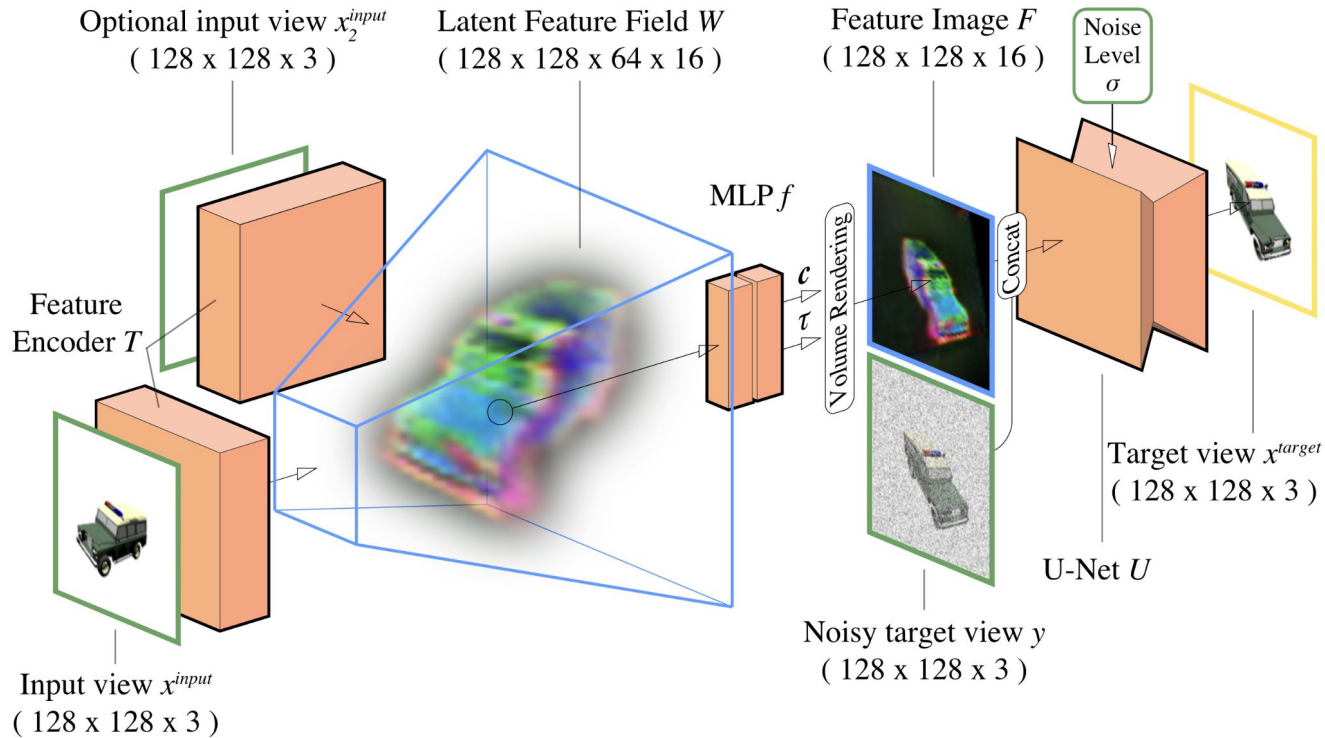 Optional input view x₂ⁱⁿᵖᵘᵗ
( 128 x 128 x 3 )
Latent Feature Field W
( 128 x 128 x 64 x 16 )
Feature Image F
( 128 x 128 x 16 )
Noise
Level
σ
MLP f
c
τ
Volume Rendering
Concat
Feature
Encoder T
Target view x^target
( 128 x 128 x 3 )
U-Net U
Noisy target view y
( 128 x 128 x 3 )
Input view x^input
( 128 x 128 x 3 )